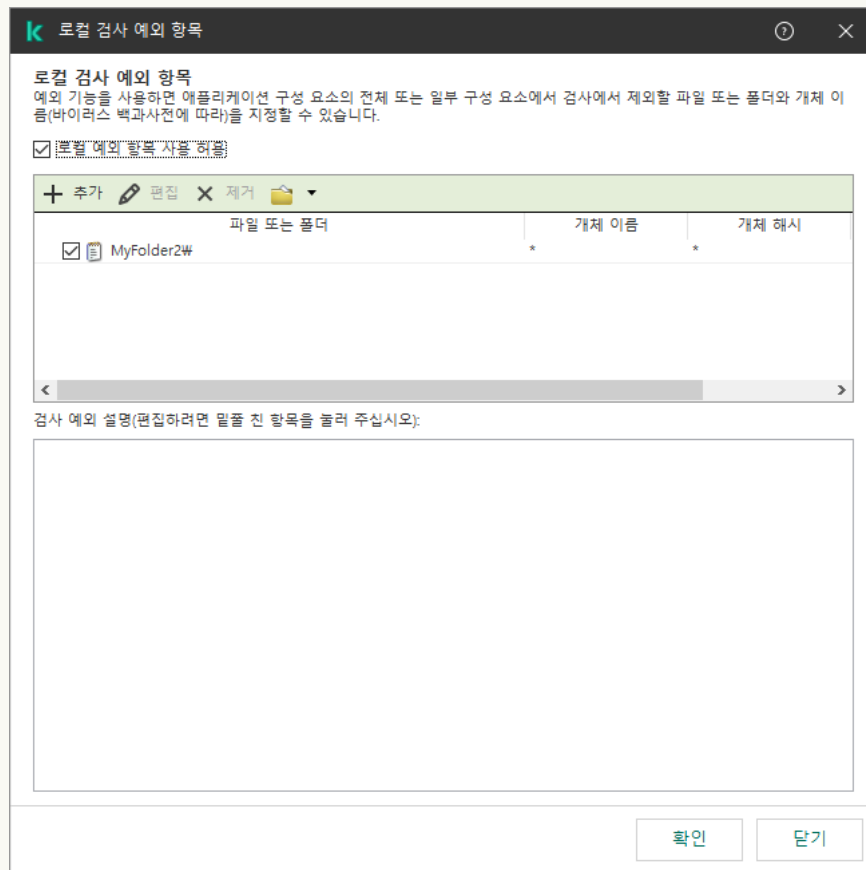 로컬 검사 예외 항목
로컬 검사 예외 항목
예외 기능을 사용하면 애플리케이션 구성 요소의 전체 또는 일부 구성 요소에서 검사에서 제외할 파일 또는 폴더와 개체 이
름(바이러스 백과사전에 따라)을 지정할 수 있습니다.
로컬 예외 항목 사용 허용
추가 편집 제거
파일 또는 폴더 개체 이름 개체 해시
MyFolder2₩ * *
검사 예외 설명(편집하려면 밑줄 친 항목을 눌러 주십시오):
확인 닫기